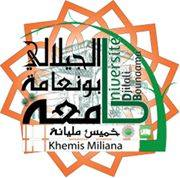 الجيلالي
بونعامة
جامعة
خميس مليانة
Khemis Miliana
Université
Djilali
Bounaama